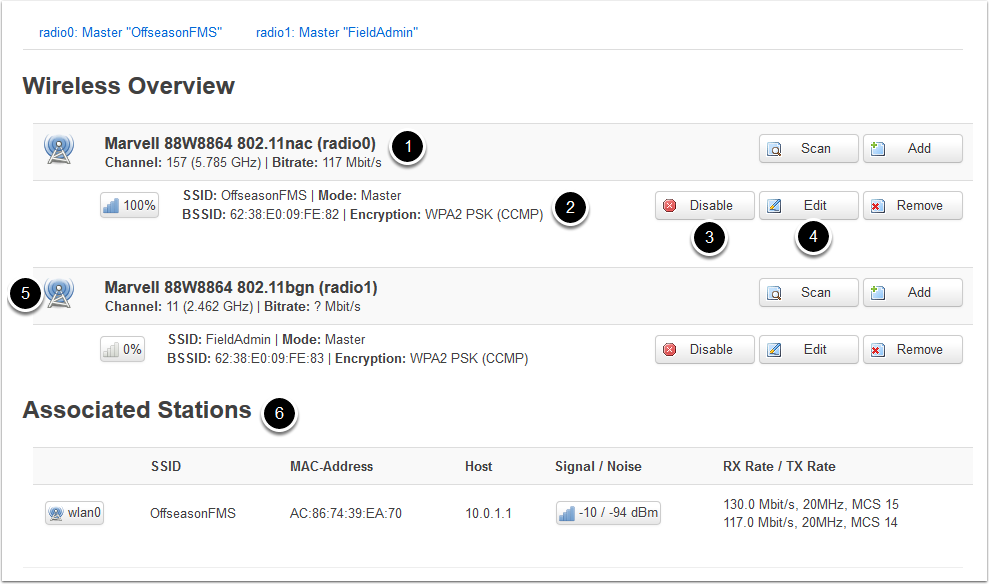 radio0: Master "OffseasonFMS" radio1: Master "FieldAdmin"
Wireless Overview
Marvell 88W8864 802.11nac (radio0) 1 Scan Add
Channel: 157 (5.785 GHz) | Bitrate: 117 Mbit/s
100% SSID: OffseasonFMS | Mode: Master
BSSID: 62:38:E0:09:FE:82 | Encryption: WPA2 PSK (CCMP) 2 Disable Edit Remove
3 4
5 Marvell 88W8864 802.11bgn (radio1) Scan Add
Channel: 11 (2.462 GHz) | Bitrate: ? Mbit/s
0% SSID: FieldAdmin | Mode: Master
BSSID: 62:38:E0:09:FE:83 | Encryption: WPA2 PSK (CCMP) Disable Edit Remove
Associated Stations 6
SSID MAC-Address Host Signal / Noise RX Rate / TX Rate
wlan0 OffseasonFMS AC:86:74:39:EA:70 10.0.1.1 -10 / -94 dBm 130.0 Mbit/s, 20MHz, MCS 15
117.0 Mbit/s, 20MHz, MCS 14